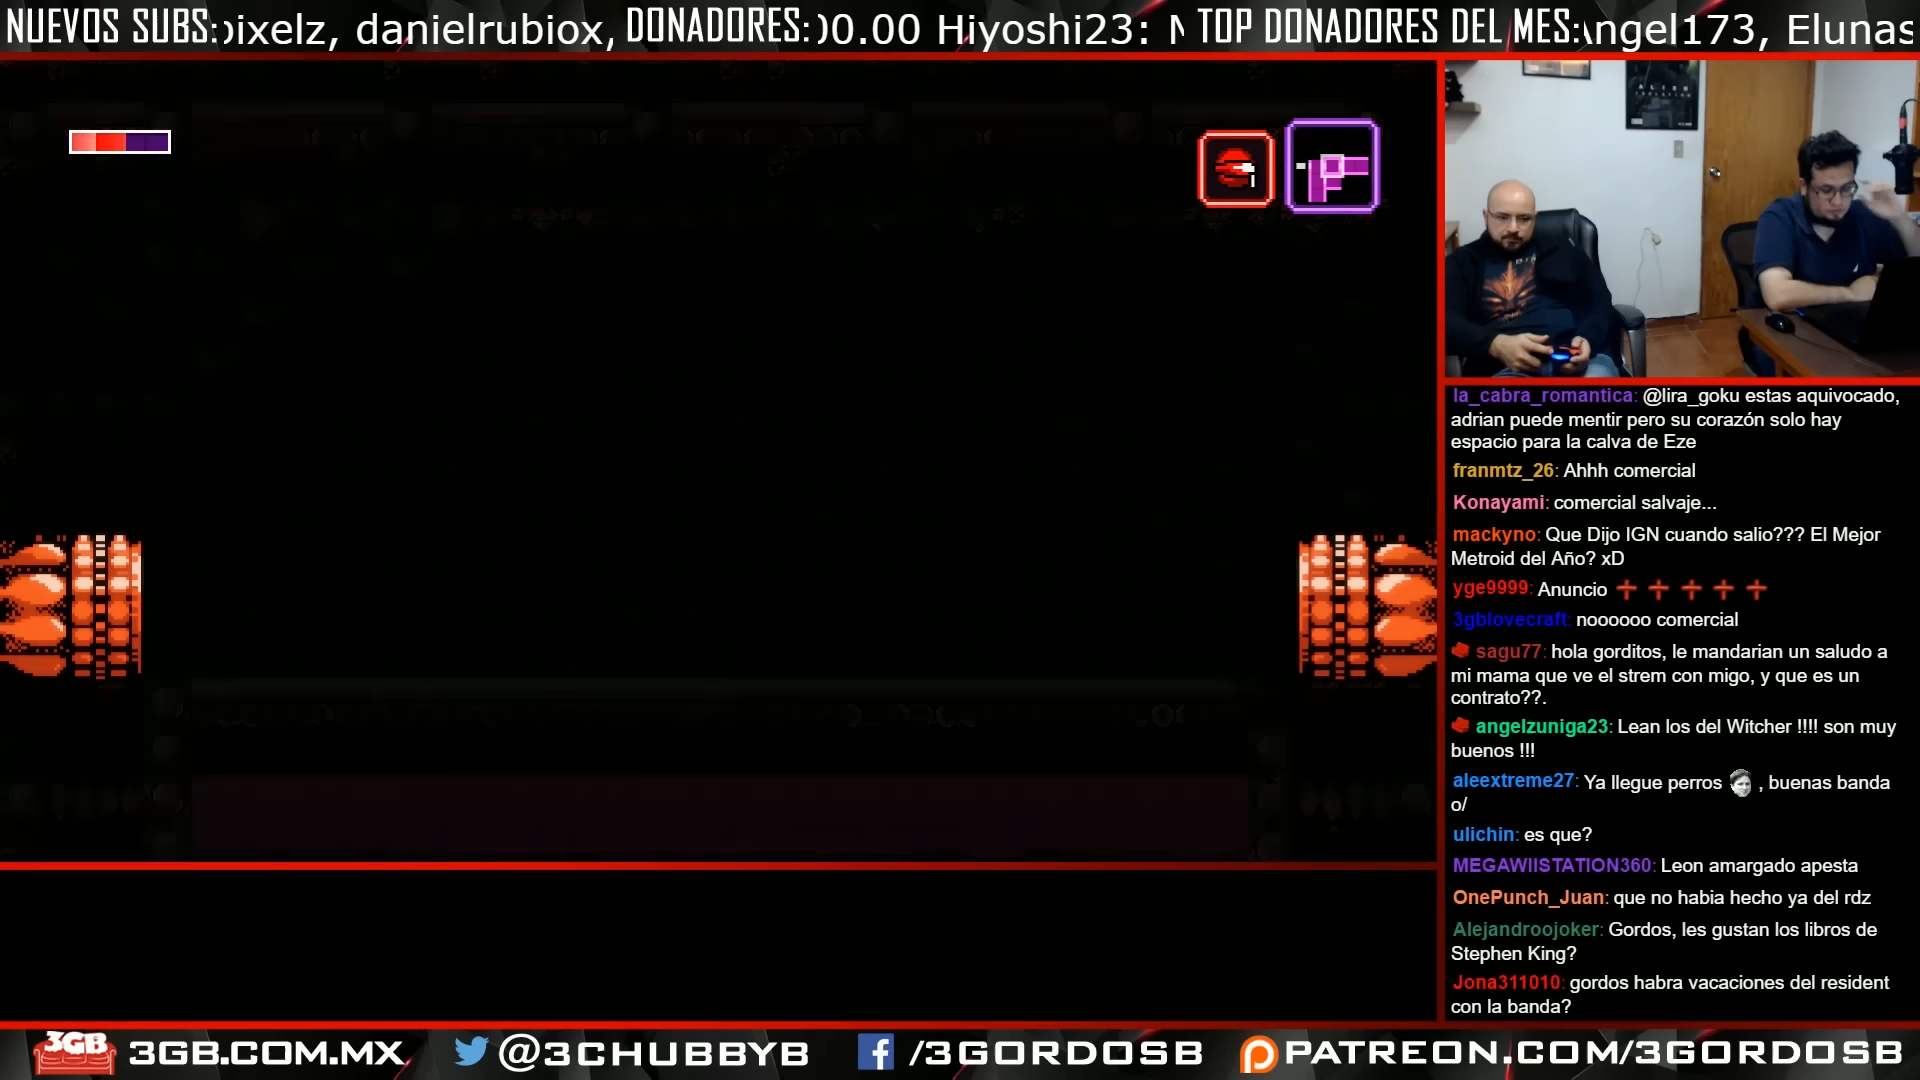 NUEVOS SUBS: pixelz, danielrubiox, DONADORES: 00.00 Hiyoshi23: TOP DONADORES DEL MES: Angel173, Elunas
ALIEN
la_cabra_romantica: @lira_goku estas aquivocado,
adrian puede mentir pero su corazón solo hay
espacio para la calva de Eze
franmtz_26: Ahhh comercial
Konayami: comercial salvaje...
mackyno: Que Dijo IGN cuando salio??? El Mejor
Metroid del Año? xD
yge9999: Anuncio
3gblovecraft: noooooo comercial
sagu77: hola gorditos, le mandarian un saludo a
mi mama que ve el strem con migo, y que es un
contrato??.
angelzuniga23: Lean los del Witcher !!!! son muy
buenos !!!
aleextreme27: Ya llegue perros , buenas banda
o/
ulichin: es que?
MEGAWIISTATION360: Leon amargado apesta
OnePunch_Juan: que no habia hecho ya del rdz
Alejandroojoker: Gordos, les gustan los libros de
Stephen King?
Jona311010: gordos habra vacaciones del resident
con la banda?
3GB 3GB.COM.MX @3CHUBBYB /3GORDOSB PATREON.COM/3GORDOSB